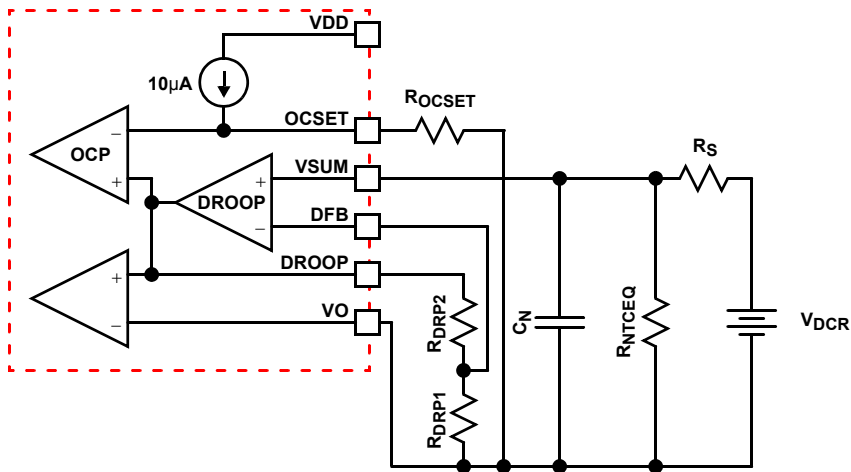 VDD
10µA
ROCSET
OCSET
−
OCP
+
VSUM
RS
+
DROOP
−
DFB
DROOP
+
VO
−
RDRP2
CN
RNTCEQ
VDCR
RDRP1